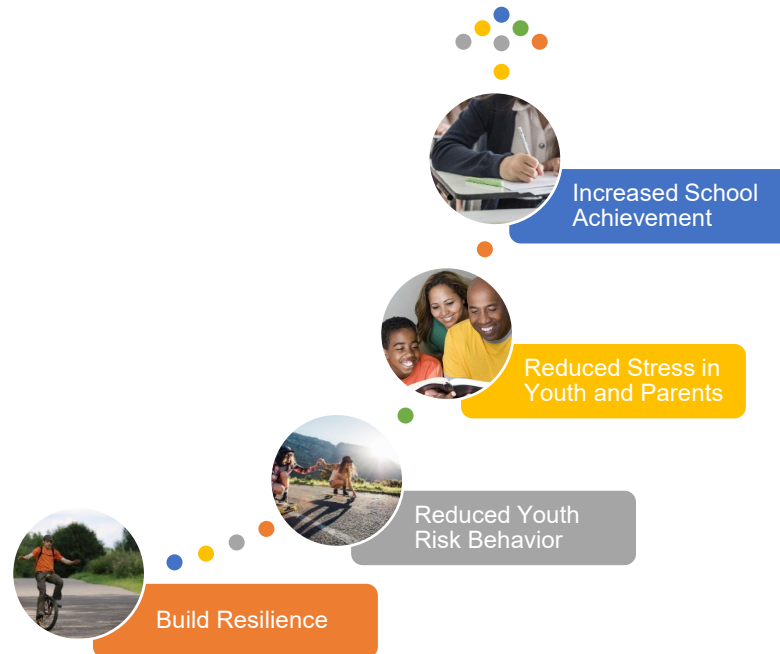 Increased School
Achievement
Reduced Stress in
Youth and Parents
Reduced Youth
Risk Behavior
Build Resilience